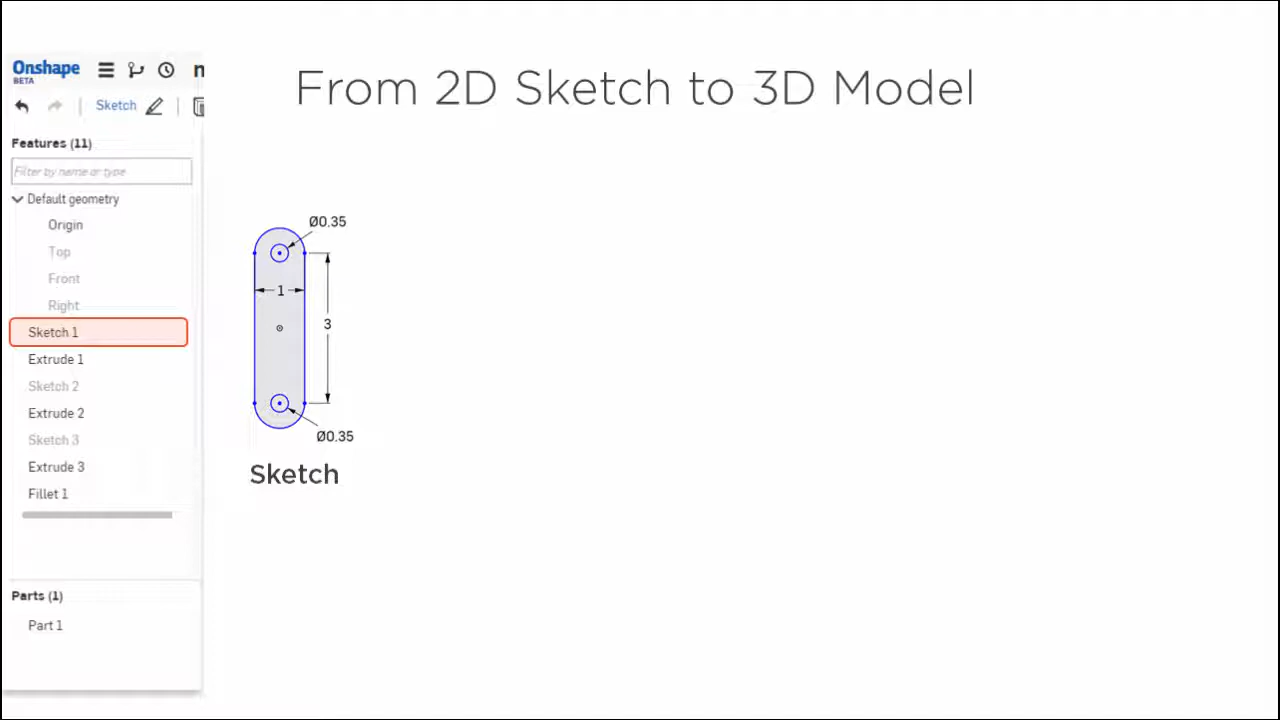 Onshape
BETA
n
Sketch
From 2D Sketch to 3D Model
Features (11)
Filter by name or type
Default geometry
Origin
Top
Front
Right
Sketch 1
Extrude 1
Sketch 2
Extrude 2
Sketch 3
Extrude 3
Fillet 1
Parts (1)
Part 1
Ø0.35
1
3
Ø0.35
Sketch